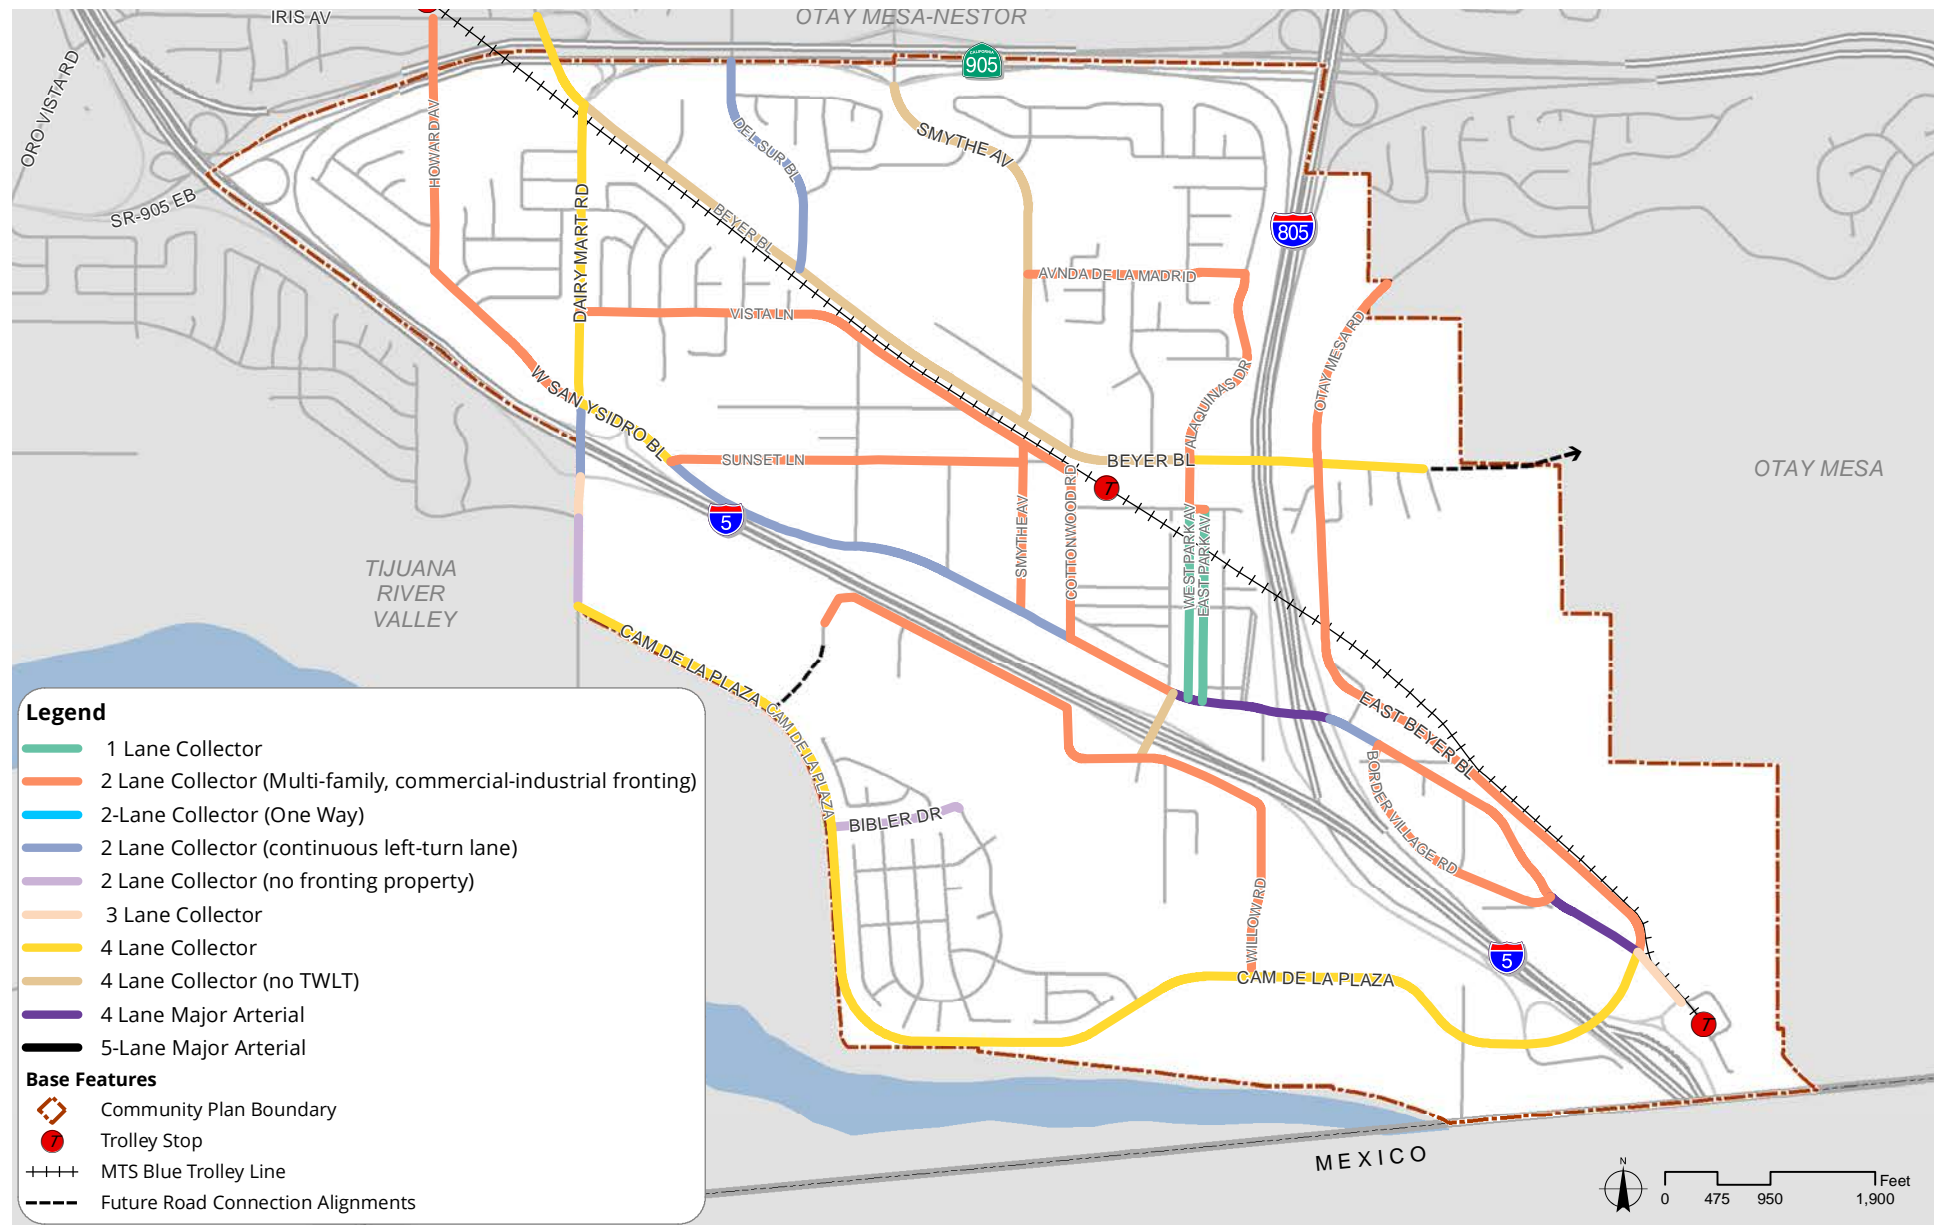 IRIS AV
OTAY MESA-NESTOR
CALIFORNIA
905
ORO VISTA RD
HOWARD AV
DEL SUR BL
SMYTHE AV
SR-905 EB
DAIRY MART RD
BEYER BL
805
AVNDA DE LA MADRID
VISTA LN
OTAY MESA RD
W SAN YSIDRO BL
ALAQUINAS DR
SUNSET LN
BEYER BL
OTAY MESA
T
5
SMYTHE AV
COTTONWOOD RD
WEST PARK AV
EAST PARK AV
TIJUANA
RIVER
VALLEY
CAM DE LA PLAZA
CAM DE LA PLAZA
EAST BEYER BL
BORDER VILLAGE RD
BIBLER DR
WILLOW RD
5
CAM DE LA PLAZA
T
MEXICO
Legend
1 Lane Collector
2 Lane Collector (Multi-family, commercial-industrial fronting)
2-Lane Collector (One Way)
2 Lane Collector (continuous left-turn lane)
2 Lane Collector (no fronting property)
3 Lane Collector
4 Lane Collector
4 Lane Collector (no TWLT)
4 Lane Major Arterial
5-Lane Major Arterial
Base Features
Community Plan Boundary
T Trolley Stop
MTS Blue Trolley Line
Future Road Connection Alignments
N
Feet
0 475 950 1,900